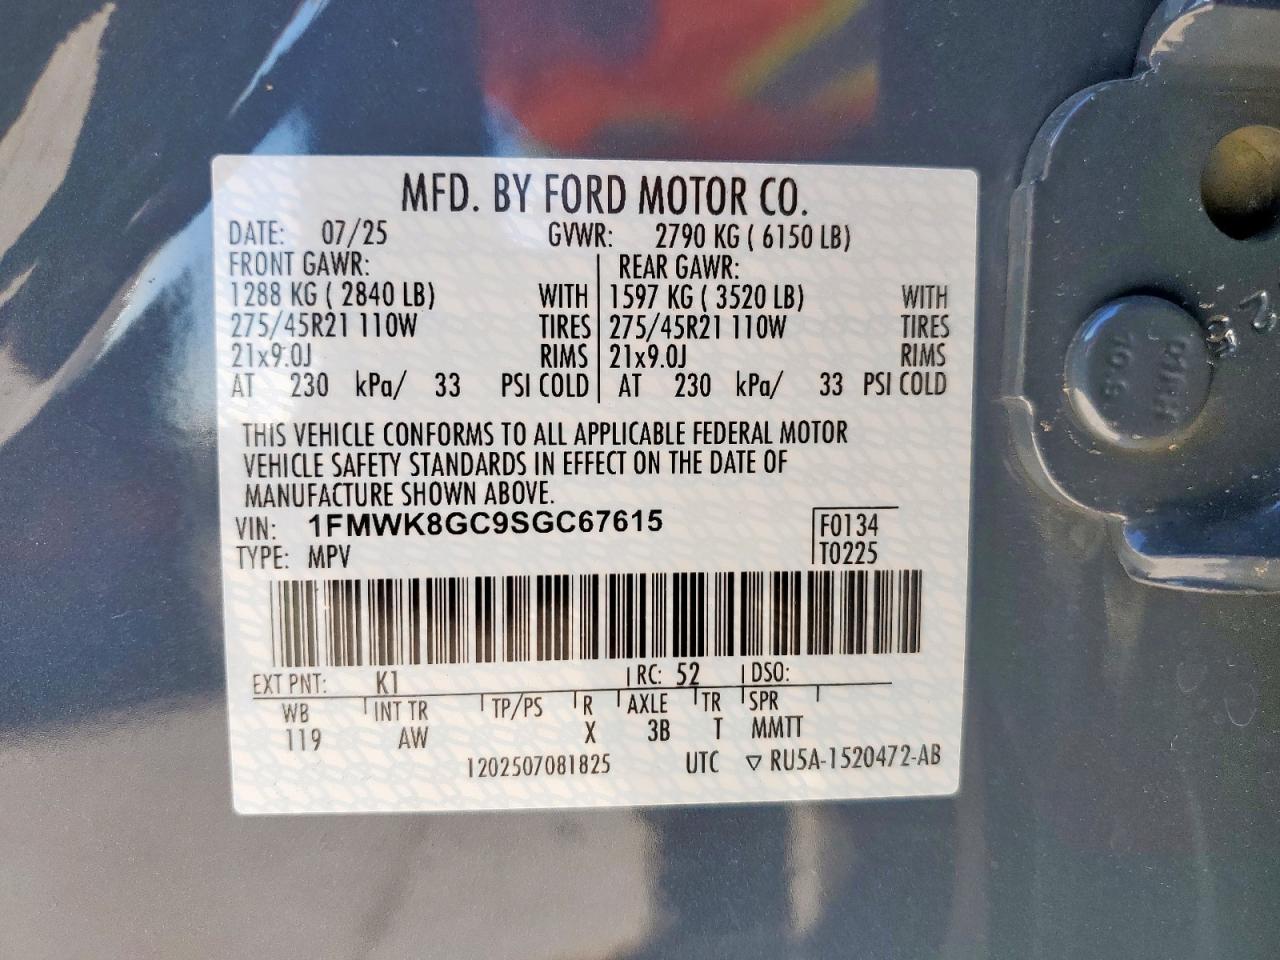 MFD. BY FORD MOTOR CO.
DATE: 07/25 GVWR: 2790 KG ( 6150 LB)
FRONT GAWR: REAR GAWR:
1288 KG ( 2840 LB) WITH 1597 KG ( 3520 LB) WITH
275/45R21 110W TIRES 275/45R21 110W TIRES
21x9.0J RIMS 21x9.0J RIMS
AT 230 kPa/ 33 PSI COLD AT 230 kPa/ 33 PSI COLD
THIS VEHICLE CONFORMS TO ALL APPLICABLE FEDERAL MOTOR
VEHICLE SAFETY STANDARDS IN EFFECT ON THE DATE OF
MANUFACTURE SHOWN ABOVE.
VIN: 1FMWK8GC9SGC67615 F0134
TYPE: MPV T0225
EXT PNT: K1 RC: 52 DSO:
WB INT TR TP/PS R AXLE TR SPR
119 AW X 3B T MMTT
1202507081825 UTC ▽ RU5A-1520472-AB
10.9